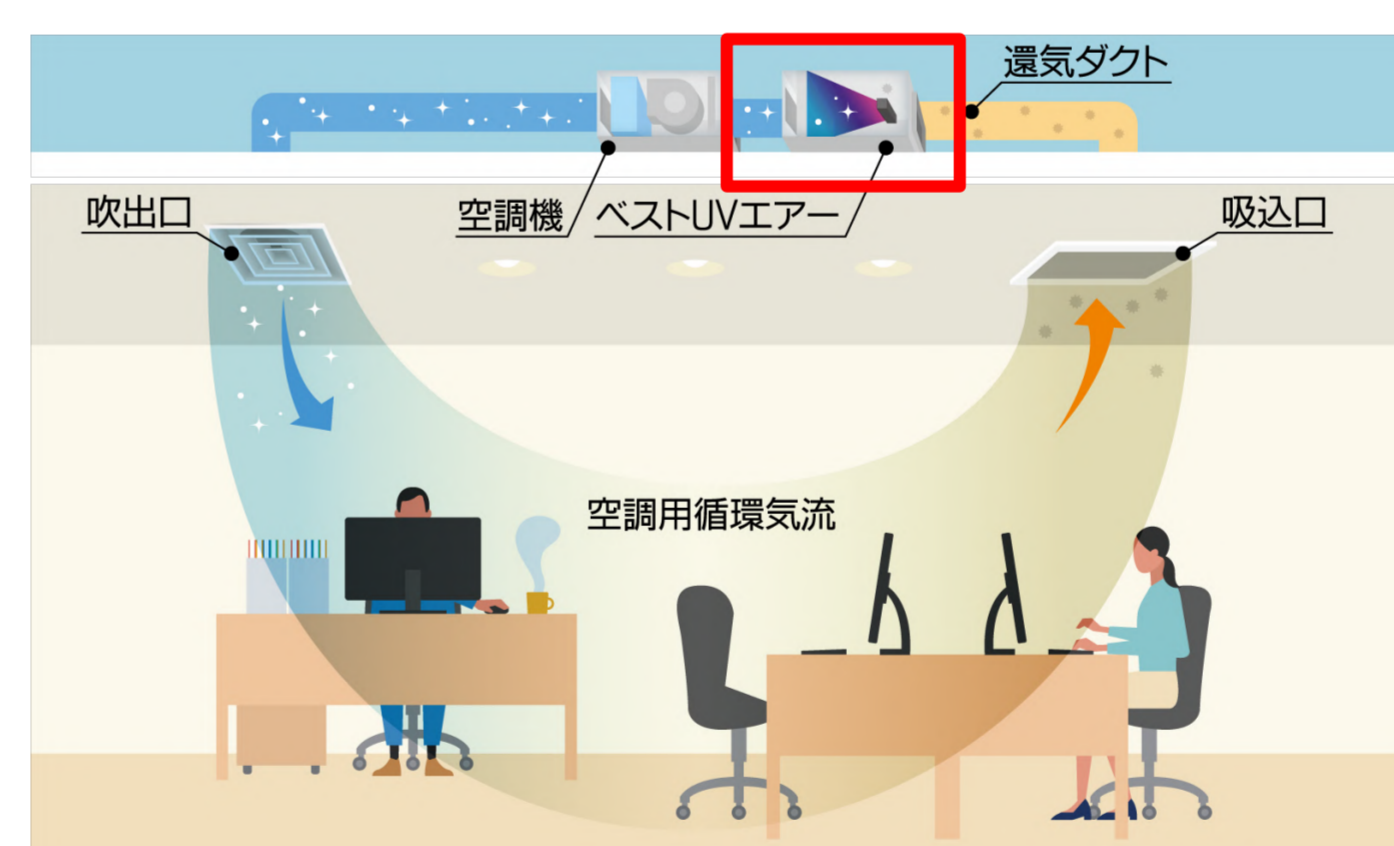 還気ダクト
吹出口
空調機
ベストUVエアー
吸込口
空調用循環気流